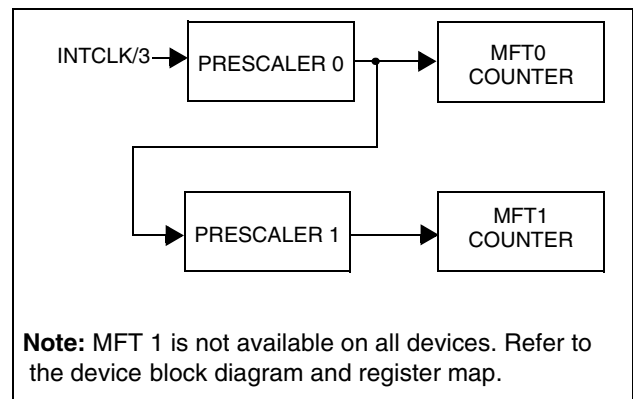 INTCLK/3
PRESCALER 0
MFT0
COUNTER
PRESCALER 1
MFT1
COUNTER
Note: MFT 1 is not available on all devices. Refer to
the device block diagram and register map.